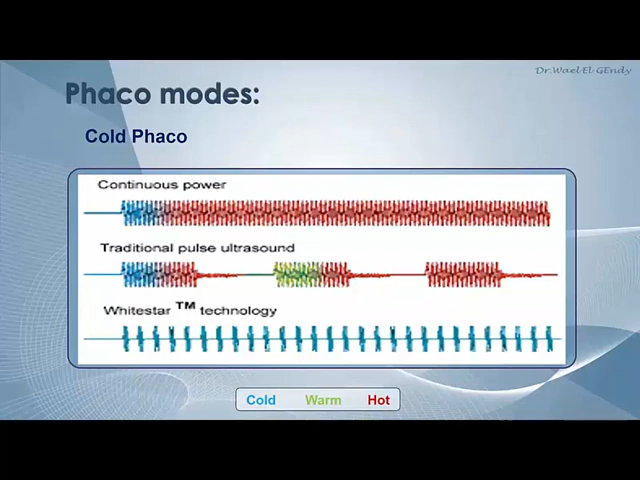 Dr.Wael El GEndy
Phaco modes:
Cold Phaco
Continuous power
Traditional pulse ultrasound
Whitestar ™ technology
Cold Warm Hot